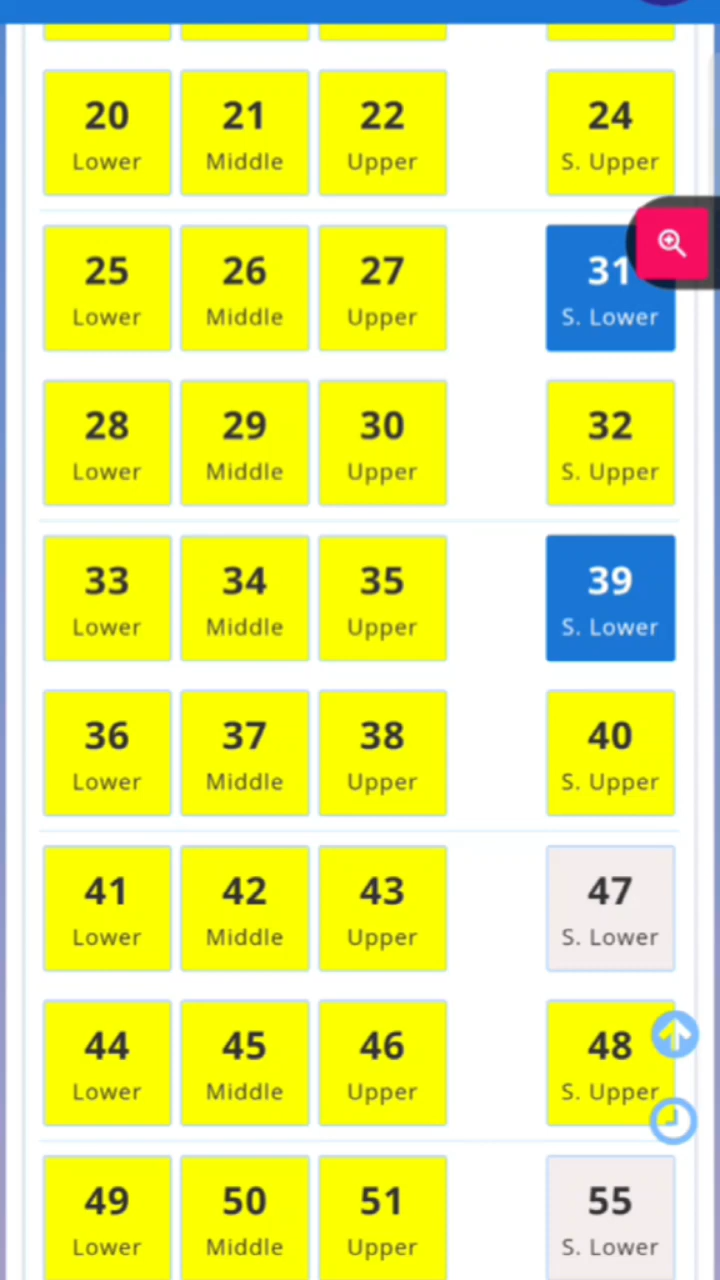 20 21 22 24
Lower Middle Upper S. Upper
25 26 27 31
Lower Middle Upper S. Lower
28 29 30 32
Lower Middle Upper S. Upper
33 34 35 39
Lower Middle Upper S. Lower
36 37 38 40
Lower Middle Upper S. Upper
41 42 43 47
Lower Middle Upper S. Lower
44 45 46 48
Lower Middle Upper S. Upper
49 50 51 55
Lower Middle Upper S. Lower